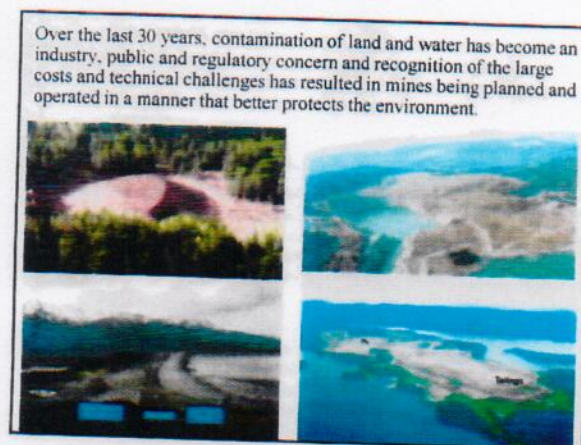 Over the last 30 years, contamination of land and water has become an
industry, public and regulatory concern and recognition of the large
costs and technical challenges has resulted in mines being planned and
operated in a manner that better protects the environment.
Tailings